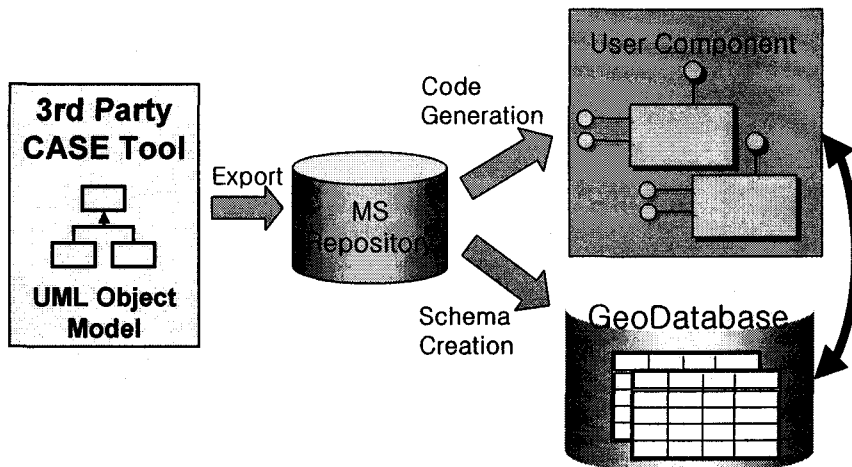 3rd Party
CASE Tool
UML Object
Model
Export
MS
Repository
Code
Generation
Schema
Creation
User Component
GeoDatabase